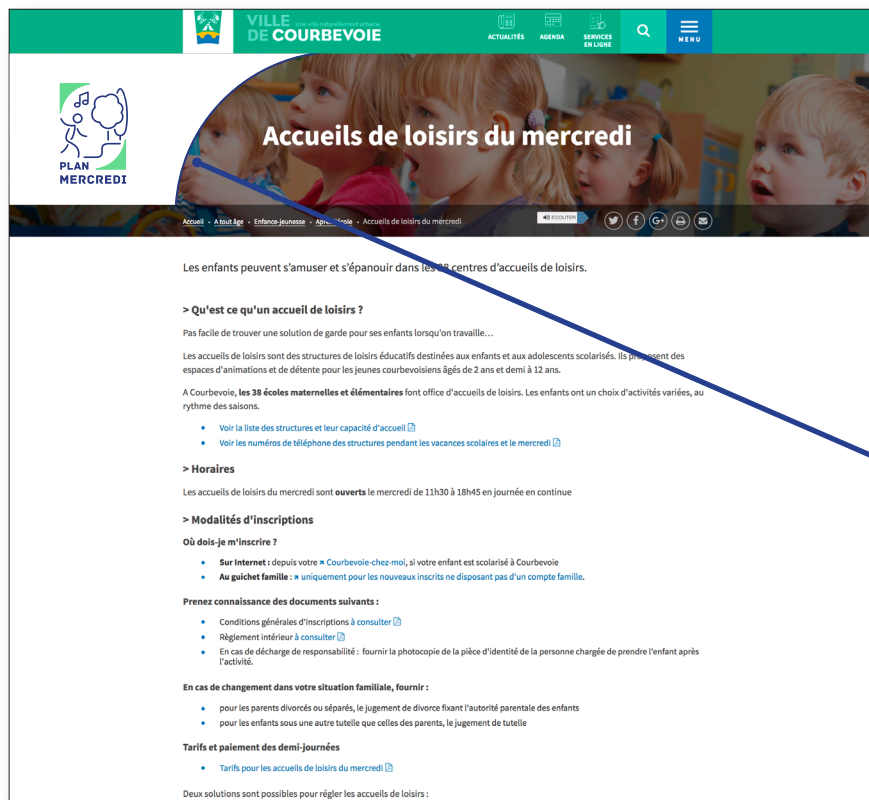 VILLE Une ville naturellement urbaine
DE COURBEVOIE
ACTUALITÉS
AGENDA
SERVICES
EN LIGNE
MENU
PLAN
MERCREDI
Accueils de loisirs du mercredi
Accueil • A tout âge • Enfance-jeunesse • Après l'école • Accueils de loisirs du mercredi
ECOUTER
Les enfants peuvent s'amuser et s'épanouir dans les 38 centres d'accueils de loisirs.
> Qu'est ce qu'un accueil de loisirs ?
Pas facile de trouver une solution de garde pour ses enfants lorsqu'on travaille…
Les accueils de loisirs sont des structures de loisirs éducatifs destinées aux enfants et aux adolescents scolarisés. Ils proposent des
espaces d'animations et de détente pour les jeunes courbevoisiens âgés de 2 ans et demi à 12 ans.
A Courbevoie, les 38 écoles maternelles et élémentaires font office d'accueils de loisirs. Les enfants ont un choix d'activités variées, au
rythme des saisons.
• Voir la liste des structures et leur capacité d'accueil
• Voir les numéros de téléphone des structures pendant les vacances scolaires et le mercredi
> Horaires
Les accueils de loisirs du mercredi sont ouverts le mercredi de 11h30 à 18h45 en journée en continue
> Modalités d'inscriptions
Où dois-je m'inscrire ?
• Sur Internet : depuis votre Courbevoie-chez-moi, si votre enfant est scolarisé à Courbevoie
• Au guichet famille : uniquement pour les nouveaux inscrits ne disposant pas d'un compte famille.
Prenez connaissance des documents suivants :
• Conditions générales d'inscriptions à consulter
• Règlement intérieur à consulter
• En cas de décharge de responsabilité : fournir la photocopie de la pièce d'identité de la personne chargée de prendre l'enfant après
l'activité.
En cas de changement dans votre situation familiale, fournir :
• pour les parents divorcés ou séparés, le jugement de divorce fixant l'autorité parentale des enfants
• pour les enfants sous une autre tutelle que celles des parents, le jugement de tutelle
Tarifs et paiement des demi-journées
• Tarifs pour les accueils de loisirs du mercredi
Deux solutions sont possibles pour régler les accueils de loisirs :